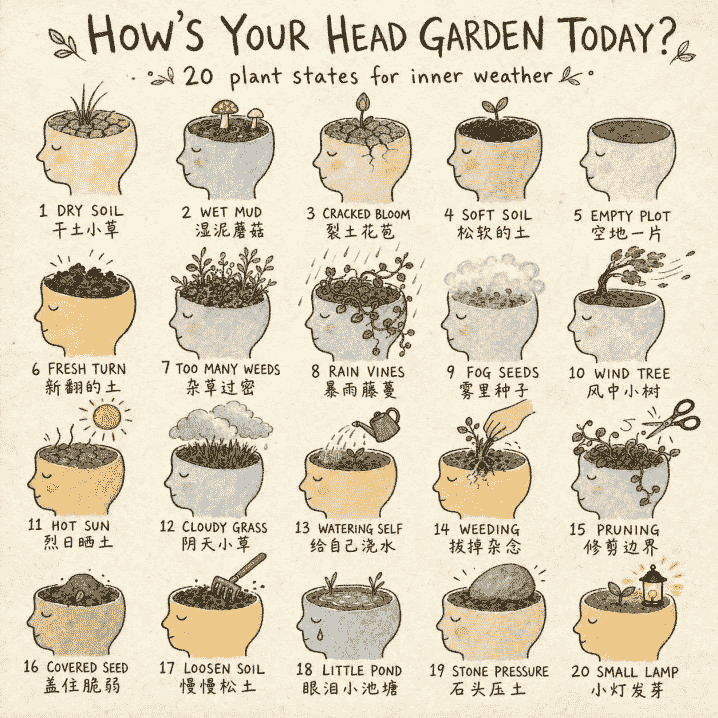 HOW'S YOUR HEAD GARDEN TODAY?
20 plant states for inner weather
1 DRY SOIL
干土小草
2 WET MUD
湿泥蘑菇
3 CRACKED BLOOM
裂土花苞
4 SOFT SOIL
松软的土
5 EMPTY PLOT
空地一片
6 FRESH TURN
新翻的土
7 TOO MANY WEEDS
杂草过密
8 RAIN VINES
暴雨藤蔓
9 FOG SEEDS
雾里种子
10 WIND TREE
风中小树
11 HOT SUN
烈日晒土
12 CLOUDY GRASS
阴天小草
13 WATERING SELF
给自己浇水
14 WEEDING
拔掉杂念
15 PRUNING
修剪边界
16 COVERED SEED
盖住脆弱
17 LOOSEN SOIL
慢慢松土
18 LITTLE POND
眼泪小池塘
19 STONE PRESSURE
石头压土
20 SMALL LAMP
小灯发芽